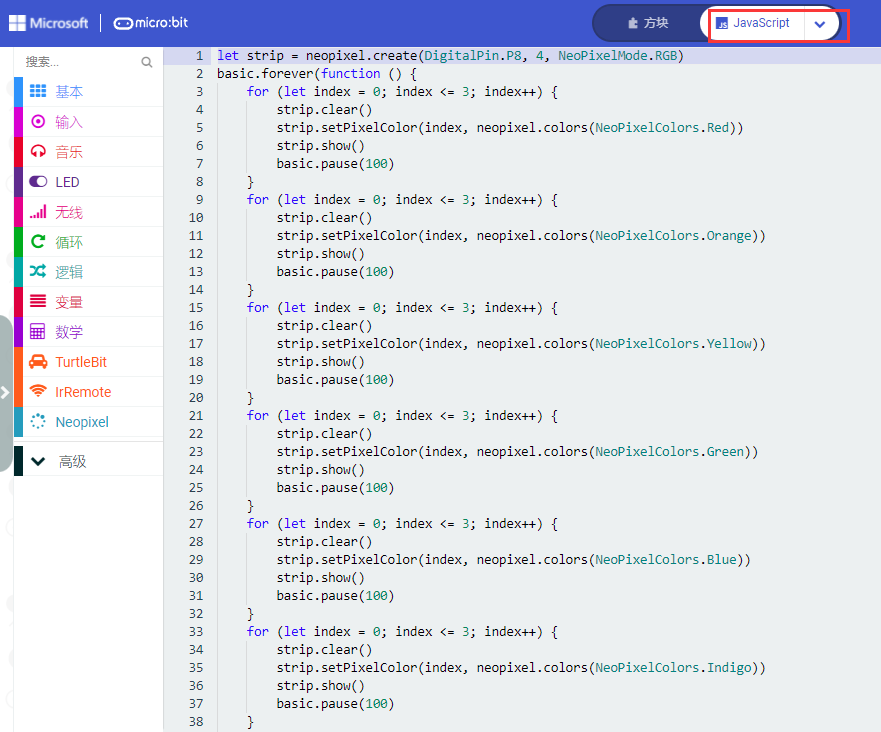 Microsoft micro:bit 方块 JavaScript
搜索...
基本
输入
音乐
LED
无线
循环
逻辑
变量
数学
TurtleBit
IrRemote
Neopixel
高级
1 let strip = neopixel.create(DigitalPin.P8, 4, NeoPixelMode.RGB)
2 basic.forever(function () {
3 for (let index = 0; index <= 3; index++) {
4 strip.clear()
5 strip.setPixelColor(index, neopixel.colors(NeoPixelColors.Red))
6 strip.show()
7 basic.pause(100)
8 }
9 for (let index = 0; index <= 3; index++) {
10 strip.clear()
11 strip.setPixelColor(index, neopixel.colors(NeoPixelColors.Orange))
12 strip.show()
13 basic.pause(100)
14 }
15 for (let index = 0; index <= 3; index++) {
16 strip.clear()
17 strip.setPixelColor(index, neopixel.colors(NeoPixelColors.Yellow))
18 strip.show()
19 basic.pause(100)
20 }
21 for (let index = 0; index <= 3; index++) {
22 strip.clear()
23 strip.setPixelColor(index, neopixel.colors(NeoPixelColors.Green))
24 strip.show()
25 basic.pause(100)
26 }
27 for (let index = 0; index <= 3; index++) {
28 strip.clear()
29 strip.setPixelColor(index, neopixel.colors(NeoPixelColors.Blue))
30 strip.show()
31 basic.pause(100)
32 }
33 for (let index = 0; index <= 3; index++) {
34 strip.clear()
35 strip.setPixelColor(index, neopixel.colors(NeoPixelColors.Indigo))
36 strip.show()
37 basic.pause(100)
38 }